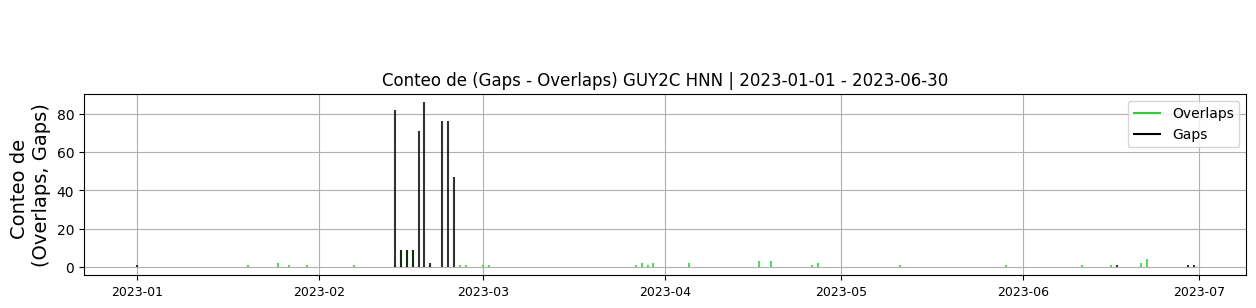 Conteo de (Gaps - Overlaps) GUY2C HNN | 2023-01-01 - 2023-06-30
Conteo de
(Overlaps, Gaps)
80
60
40
20
0
Overlaps
Gaps
2023-01
2023-02
2023-03
2023-04
2023-05
2023-06
2023-07